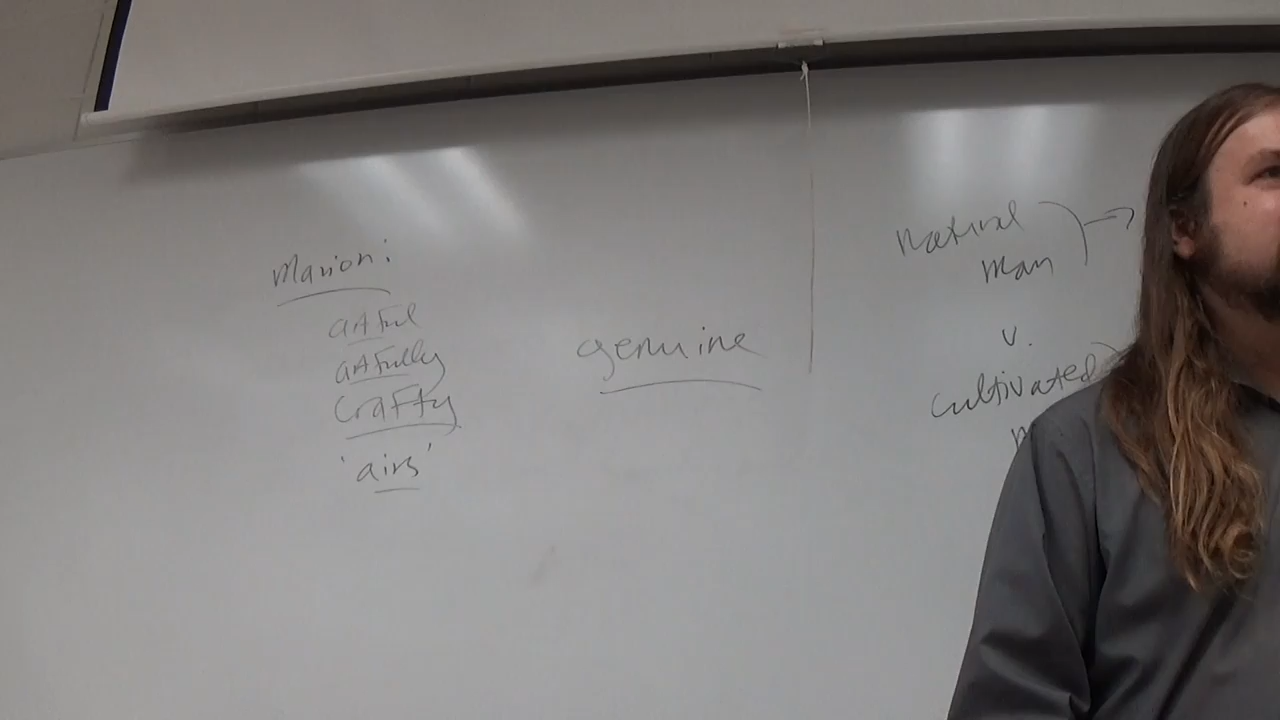 Marion:
artful
artfully
crafty
'airs'
genuine
natural
man
v.
cultivated